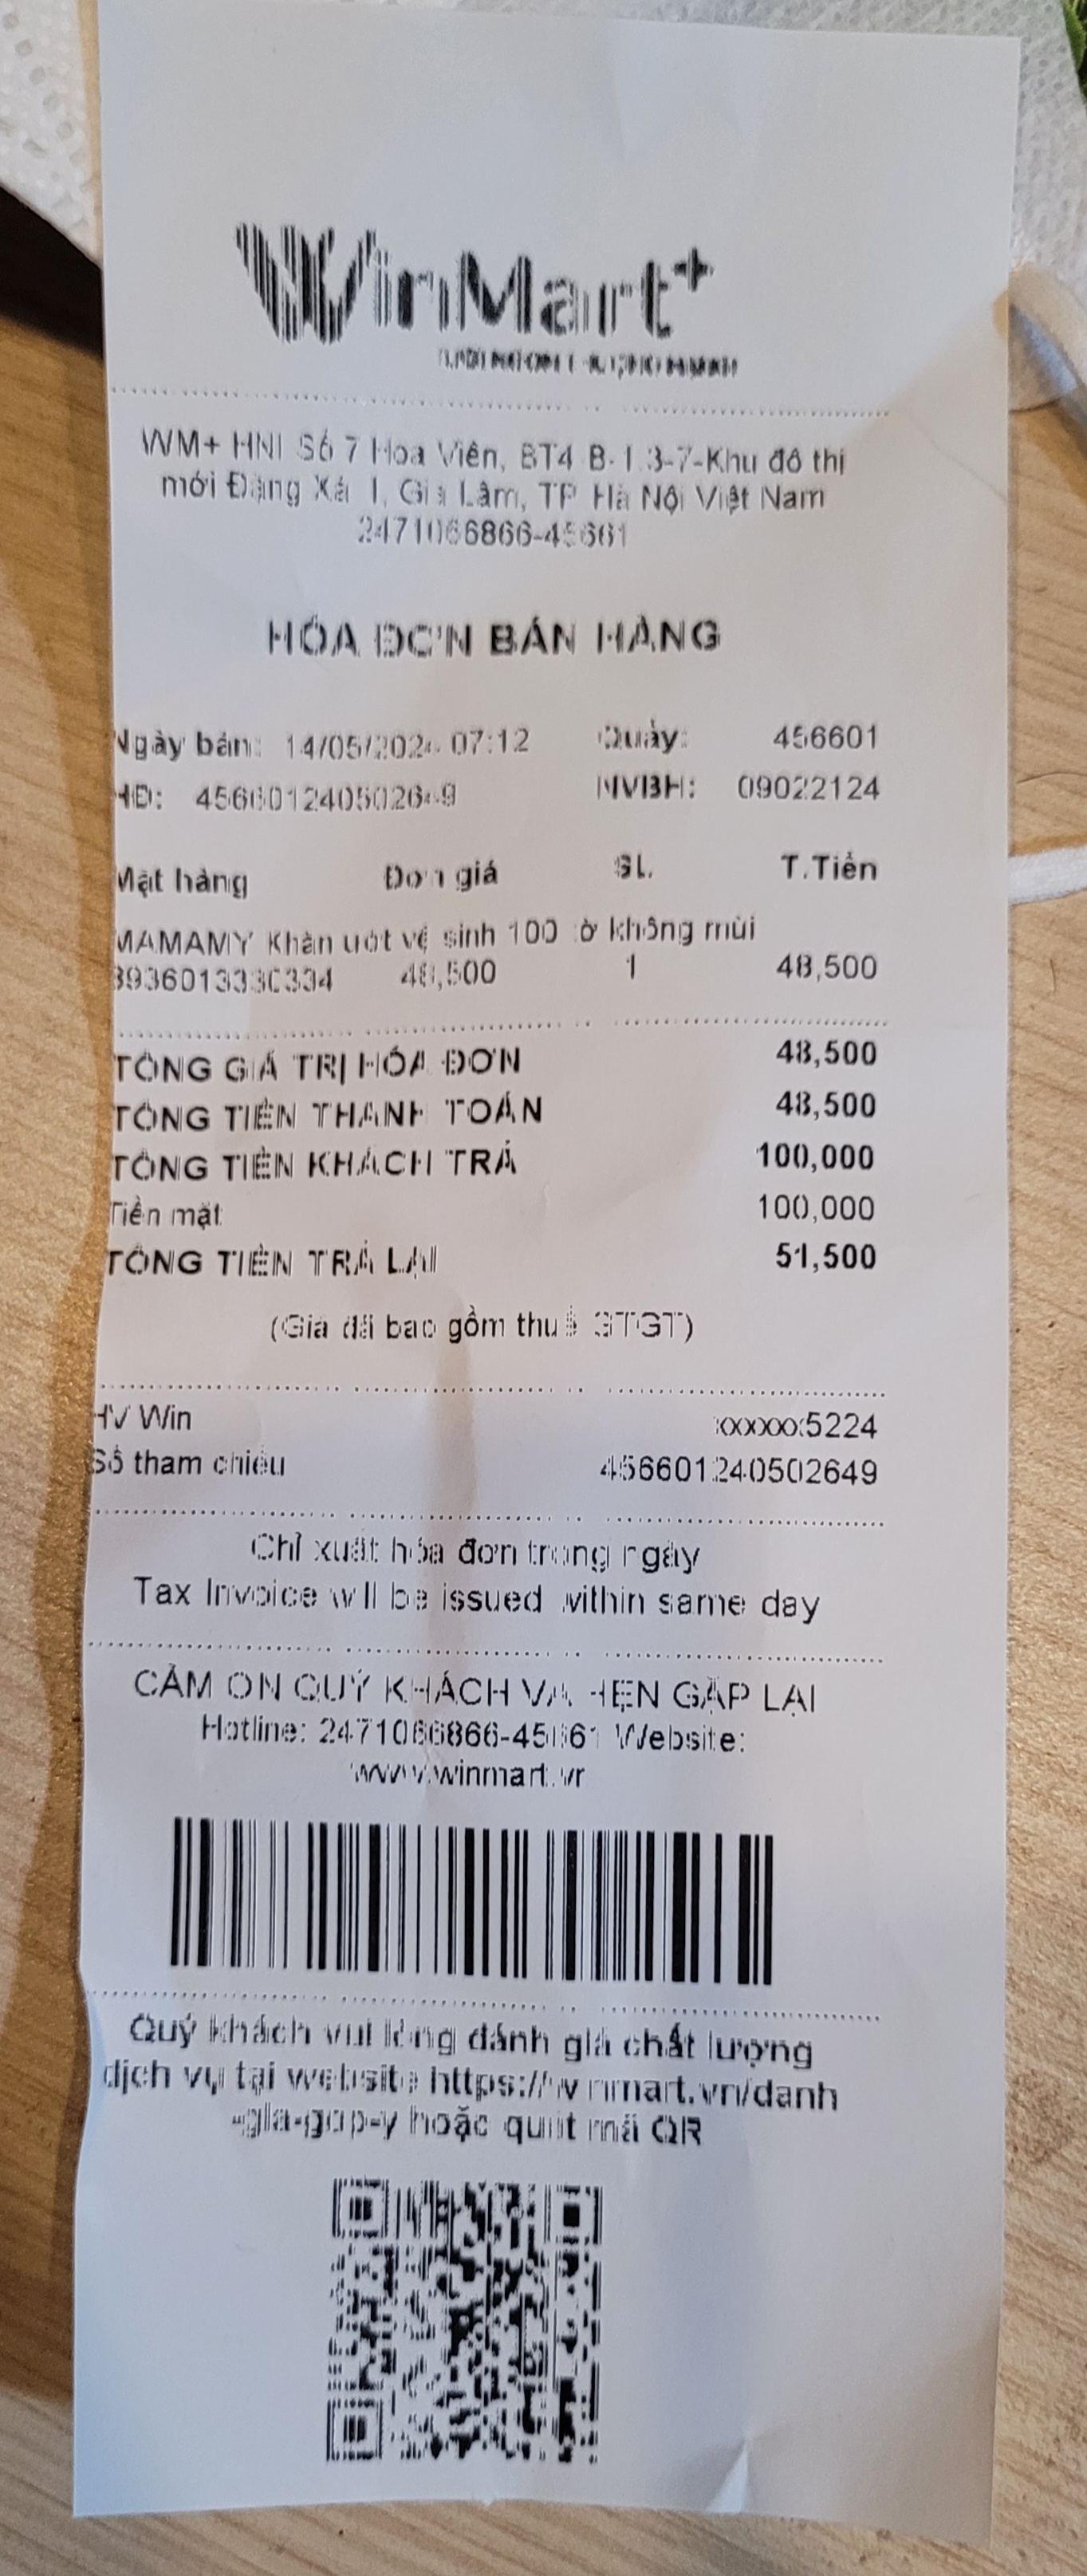 WinMart+
WM+ HNI Số 7 Hoa Viên, BT4 B-1 3-7-Khu đô thị
mới Đặng Xá 1, Gia Lâm, TP Hà Nội Việt Nam
2471066866-45661
HÓA ĐƠN BÁN HÀNG
Ngày bán: 14/05/2024 07:12 Quầy: 456601
HĐ: 456601240502649 NVBH: 09022124
Mặt hàng Đơn giá SL. T.Tiền
MAMAMY Khăn ướt vệ sinh 100 tờ không mùi
8936013330334 48,500 1 48,500
TỔNG GIÁ TRỊ HÓA ĐƠN 48,500
TỔNG TIỀN THANH TOÁN 48,500
TỔNG TIỀN KHÁCH TRẢ 100,000
Tiền mặt 100,000
TỔNG TIỀN TRẢ LẠI 51,500
(Giá đã bao gồm thuế GTGT)
HV Win xxxxxx5224
Số tham chiếu 456601240502649
Chỉ xuất hóa đơn trong ngày
Tax Invoice will be issued within same day
CẢM ƠN QUÝ KHÁCH VÀ HẸN GẶP LẠI
Hotline: 2471066866-45661 Website:
www.winmart.vn
Quý khách vui lòng đánh giá chất lượng
dịch vụ tại website https://winmart.vn/danh
-gia-gop-y hoặc quét mã QR